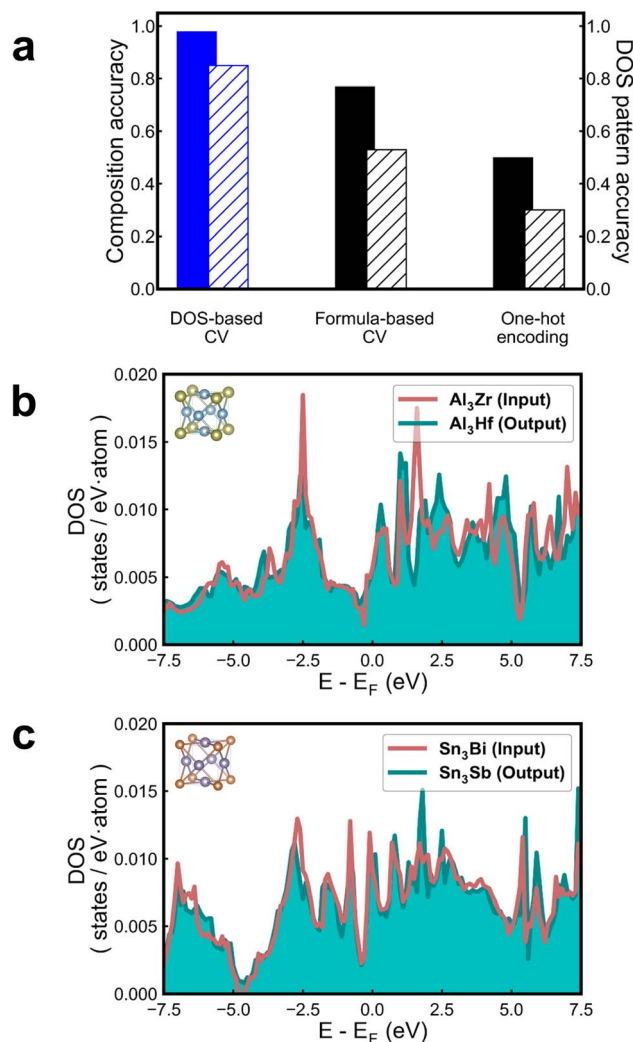 a
Composition accuracy
1.0
0.8
0.6
0.4
0.2
0.0
1.0
0.8
0.6
0.4
0.2
0.0
DOS pattern accuracy
DOS-based
CV
Formula-based
CV
One-hot
encoding
b
DOS
( states / eV·atom )
0.020
0.015
0.010
0.005
0.000
Al₃Zr (Input)
Al₃Hf (Output)
−7.5 −5.0 −2.5 0.0 2.5 5.0 7.5
E - E_F (eV)
c
DOS
( states / eV·atom )
0.020
0.015
0.010
0.005
0.000
Sn₃Bi (Input)
Sn₃Sb (Output)
−7.5 −5.0 −2.5 0.0 2.5 5.0 7.5
E - E_F (eV)